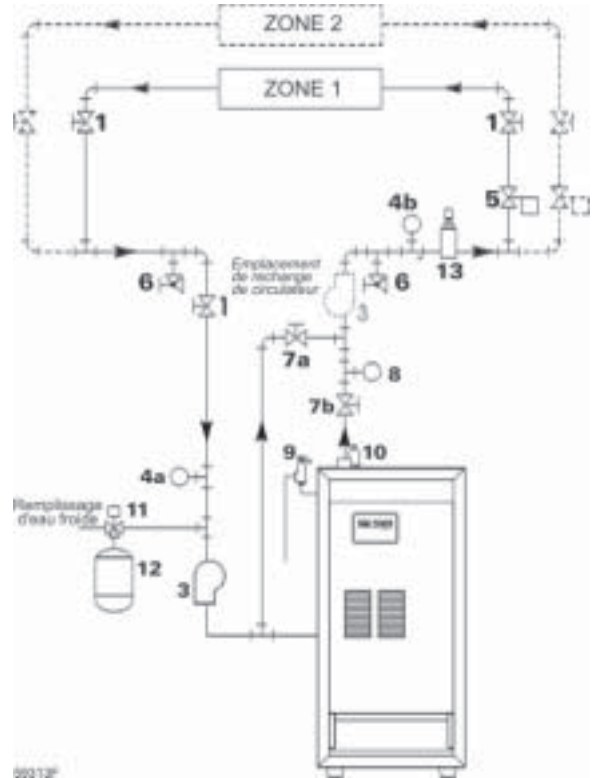 ZONE 2
ZONE 1
1
1
5
4b
13
6
6
1
Emplacement
de rechange
de circulateur
3
7a
8
7b
9
10
4a
Remplissage
d'eau froide
11
12
3